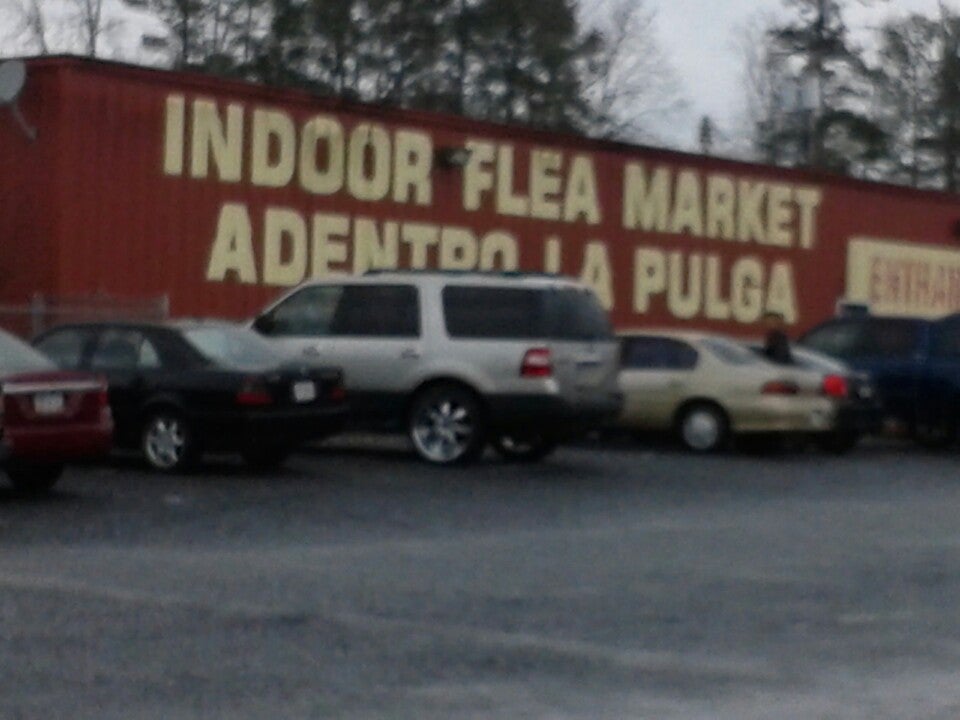 INDOOR FLEA MARKET
ADENTRO LA PULGA